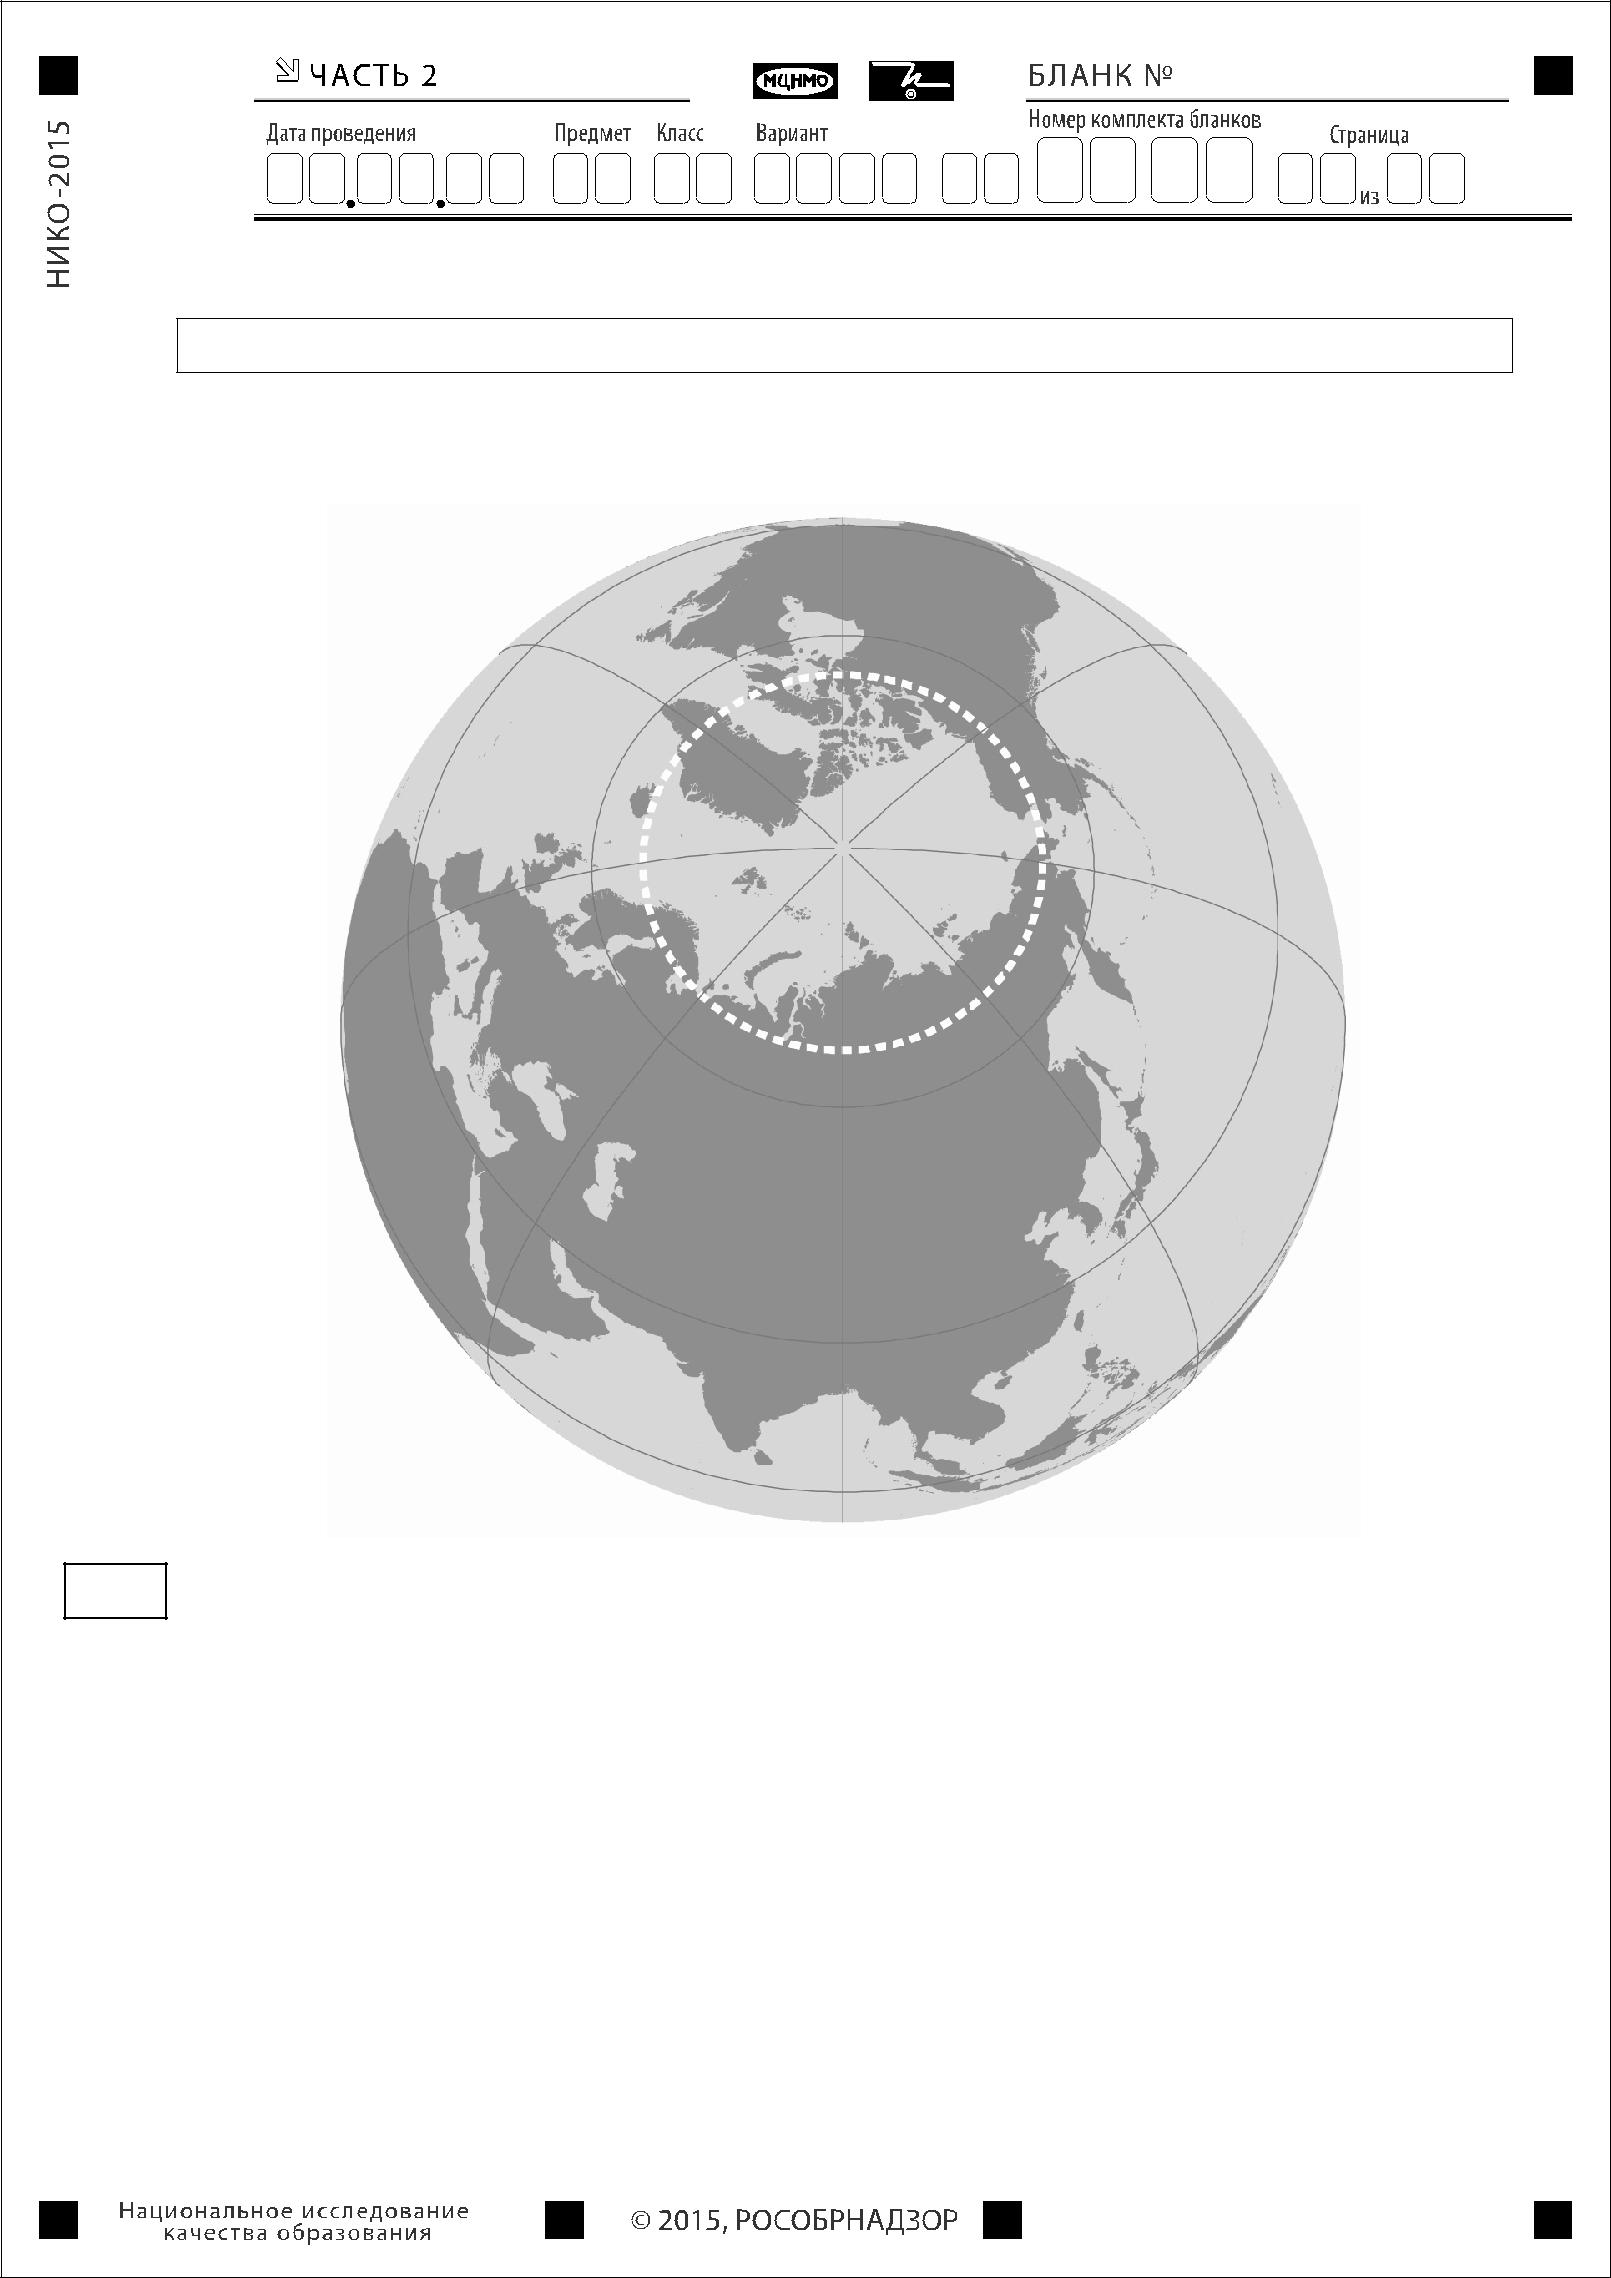 ЧАСТЬ 2
МЦНМО
БЛАНК №
Дата проведения
Предмет
Класс
Вариант
Номер комплекта бланков
Страница
из
НИКО-2015
Национальное исследование
качества образования
© 2015, РОСОБРНАДЗОР